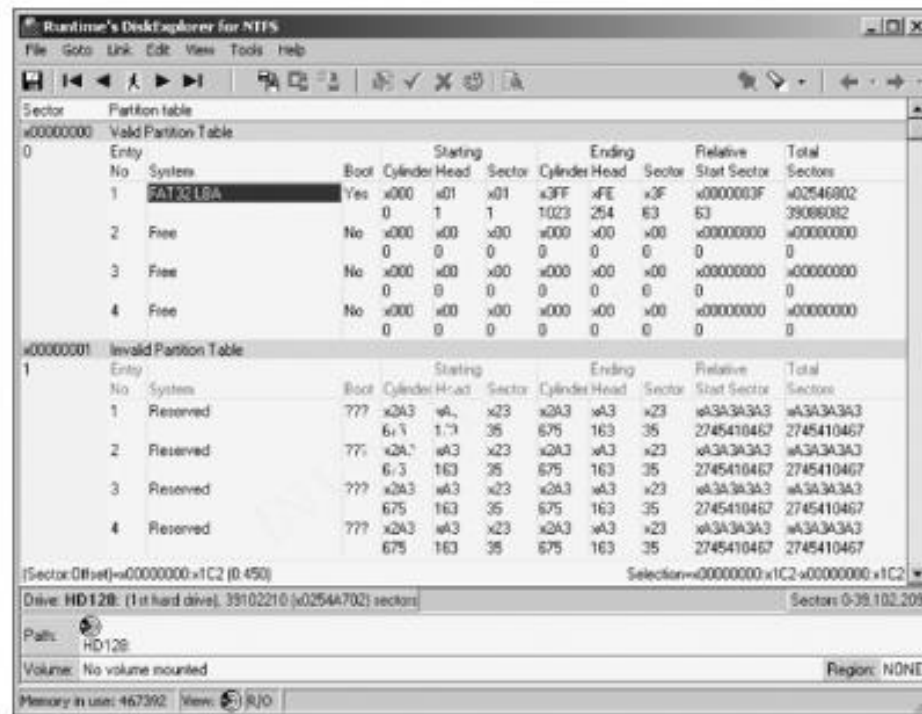 Runtime's DiskExplorer for NTFS
File Goto Link Edit View Tools Help
Sector Partition table
x00000000 Valid Partition Table
0 Entry Starting Ending Relative Total
No System Boot Cylinder Head Sector Cylinder Head Sector Start Sector Sectors
1 FAT32 LBA Yes x000 x01 x01 x3FF xFE x3F x0000003F x02546802
0 1 1 1023 254 63 63 39086082
2 Free No x000 x00 x00 x000 x00 x00 x00000000 x00000000
0 0 0 0 0 0 0 0
3 Free No x000 x00 x00 x000 x00 x00 x00000000 x00000000
0 0 0 0 0 0 0 0
4 Free No x000 x00 x00 x000 x00 x00 x00000000 x00000000
0 0 0 0 0 0 0 0
x00000001 Invalid Partition Table
1 Entry Starting Ending Relative Total
No System Boot Cylinder Head Sector Cylinder Head Sector Start Sector Sectors
1 Reserved ??? x2A3 x23 x2A3 xA3 x23 xA3A3A3A3 xA3A3A3A3
35 675 163 35 2745410467 2745410467
2 Reserved xA3 x23 x2A3 xA3 x23 xA3A3A3A3 xA3A3A3A3
163 35 675 163 35 2745410467 2745410467
3 Reserved ??? x2A3 xA3 x23 x2A3 xA3 x23 xA3A3A3A3 xA3A3A3A3
675 163 35 675 163 35 2745410467 2745410467
4 Reserved ??? x2A3 xA3 x23 x2A3 xA3 x23 xA3A3A3A3 xA3A3A3A3
675 163 35 675 163 35 2745410467 2745410467
(Sector:Offset)=x00000000:x1C2 (0:450) Selection=x00000000:x1C2-x00000000:x1C2
Drive: HD128: (1st hard drive), 39102210 (x0254A702) sectors Sectors 0-39,102,209
Path:
HD128:
Volume: No volume mounted Region: NONE
Memory in use: 467392 View: R/O